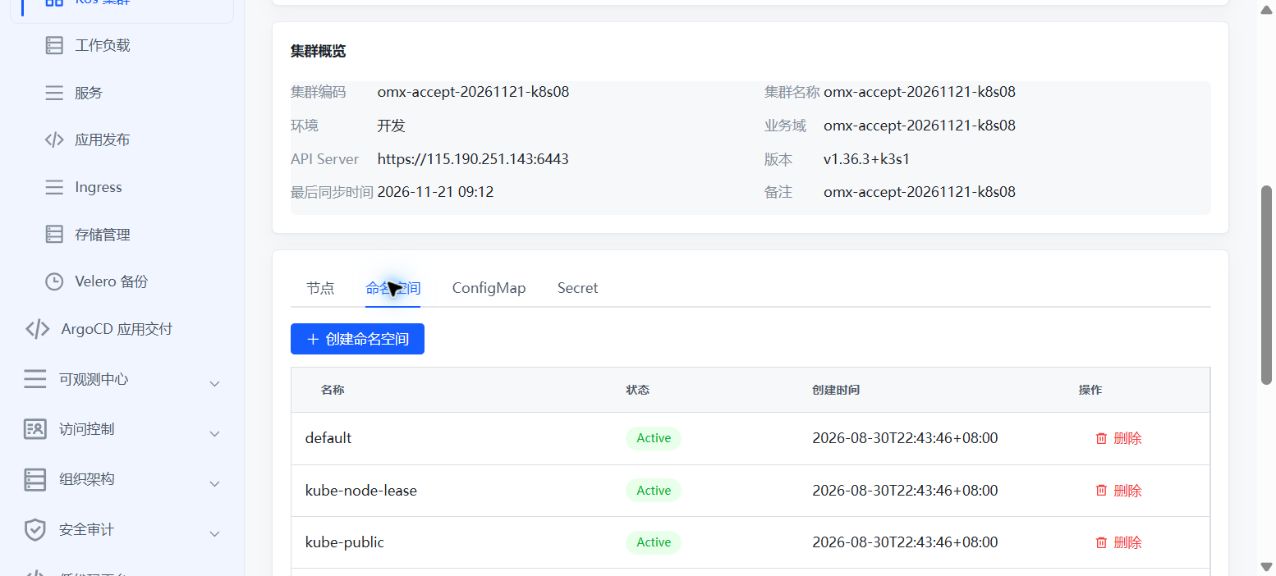 K8s 集群
工作负载
服务
应用发布
Ingress
存储管理
Velero 备份
ArgoCD 应用交付
可观测中心
访问控制
组织架构
安全审计
集群概览
集群编码 omx-accept-20261121-k8s08 集群名称 omx-accept-20261121-k8s08
环境 开发 业务域 omx-accept-20261121-k8s08
API Server https://115.190.251.143:6443 版本 v1.36.3+k3s1
最后同步时间 2026-11-21 09:12 备注 omx-accept-20261121-k8s08
节点 命名空间 ConfigMap Secret
+ 创建命名空间
名称 状态 创建时间 操作
default Active 2026-08-30T22:43:46+08:00 删除
kube-node-lease Active 2026-08-30T22:43:46+08:00 删除
kube-public Active 2026-08-30T22:43:46+08:00 删除